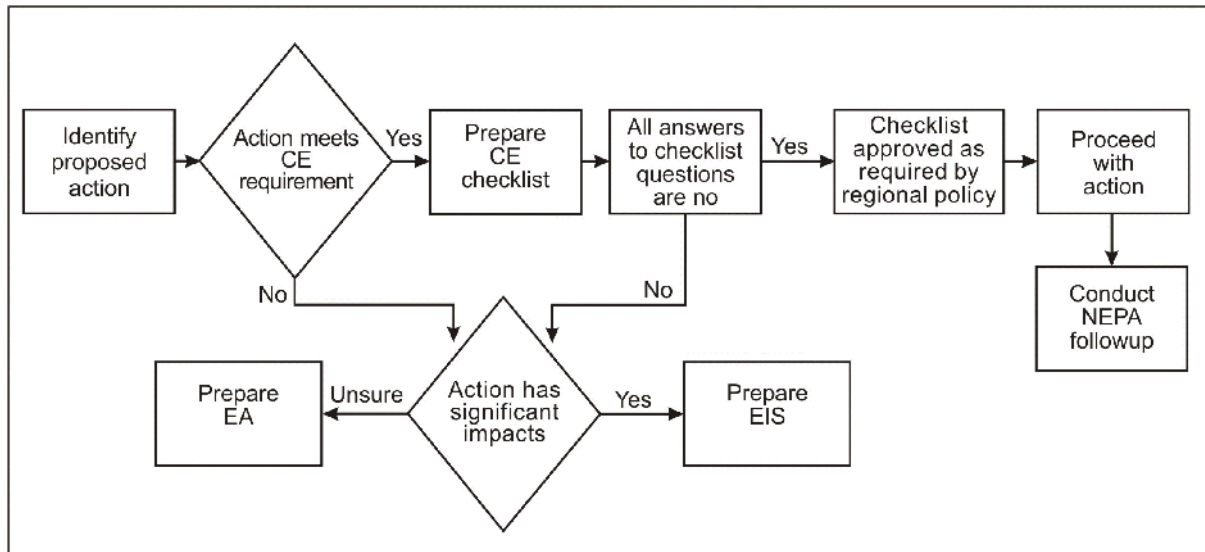 Identify
proposed
action
Action meets
CE
requirement
Yes
Prepare
CE
checklist
All answers
to checklist
questions
are no
Yes
Checklist
approved as
required by
regional policy
Proceed
with
action
No
No
Conduct
NEPA
followup
Prepare
EA
Unsure
Action has
significant
impacts
Yes
Prepare
EIS